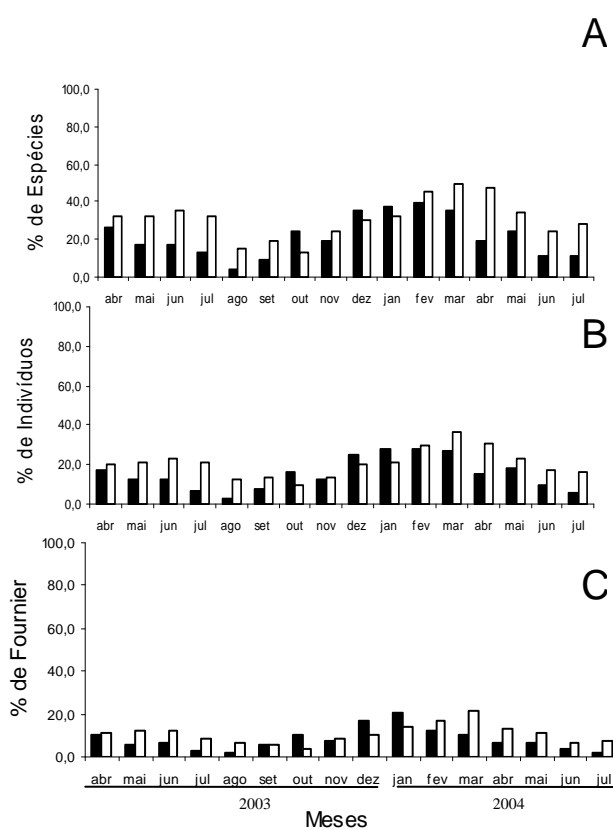 A
% de Espécies
100,0
80,0
60,0
40,0
20,0
0,0
abr mai jun jul ago set out nov dez jan fev mar abr mai jun jul
B
% de Indivíduos
100,0
80,0
60,0
40,0
20,0
0,0
abr mai jun jul ago set out nov dez jan fev mar abr mai jun jul
C
% de Fournier
100,0
80,0
60,0
40,0
20,0
0,0
abr mai jun jul ago set out nov dez jan fev mar abr mai jun jul
2003 2004
Meses